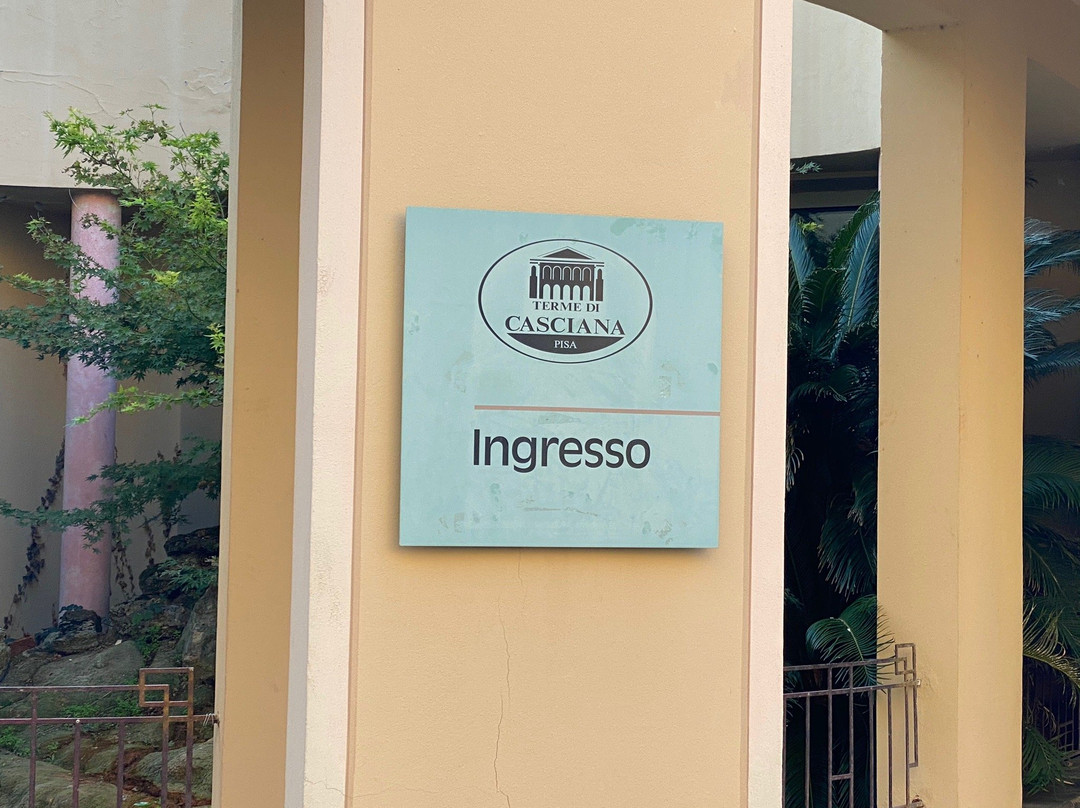 TERME DI
CASCIANA
PISA
Ingresso